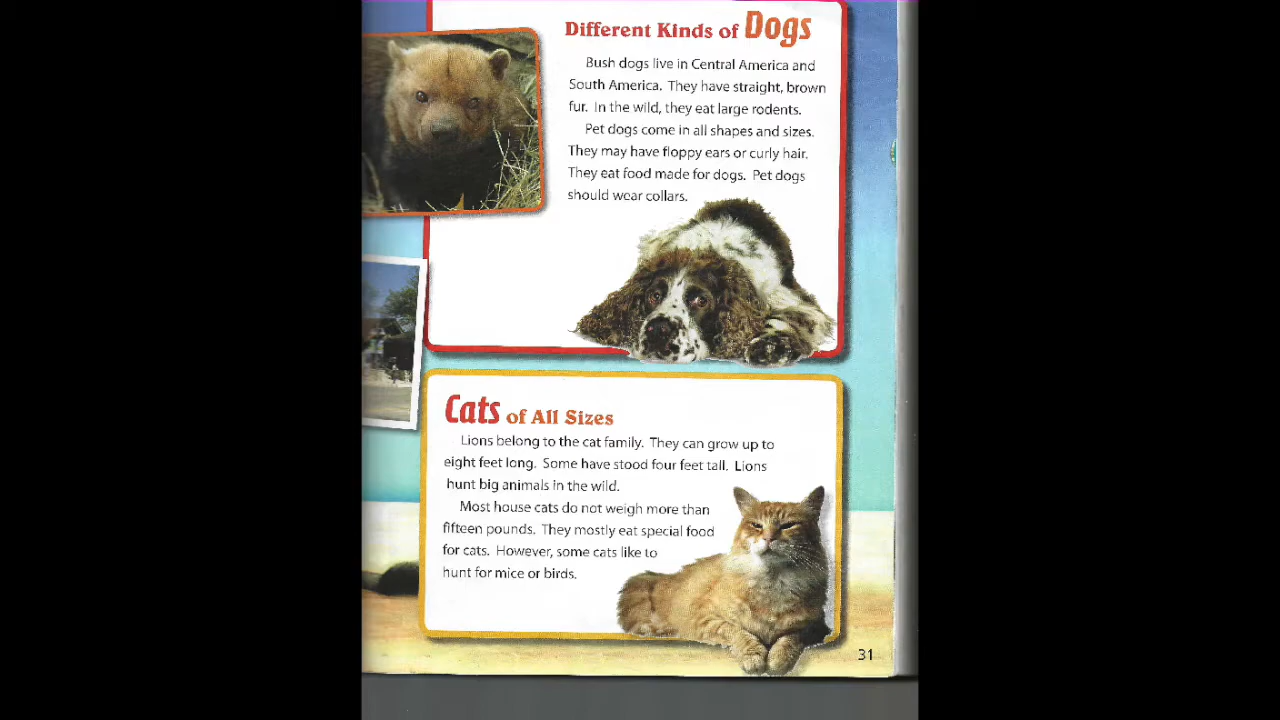 Different Kinds of Dogs
Bush dogs live in Central America and
South America. They have straight, brown
fur. In the wild, they eat large rodents.
Pet dogs come in all shapes and sizes.
They may have floppy ears or curly hair.
They eat food made for dogs. Pet dogs
should wear collars.
Cats of All Sizes
Lions belong to the cat family. They can grow up to
eight feet long. Some have stood four feet tall. Lions
hunt big animals in the wild.
Most house cats do not weigh more than
fifteen pounds. They mostly eat special food
for cats. However, some cats like to
hunt for mice or birds.
31